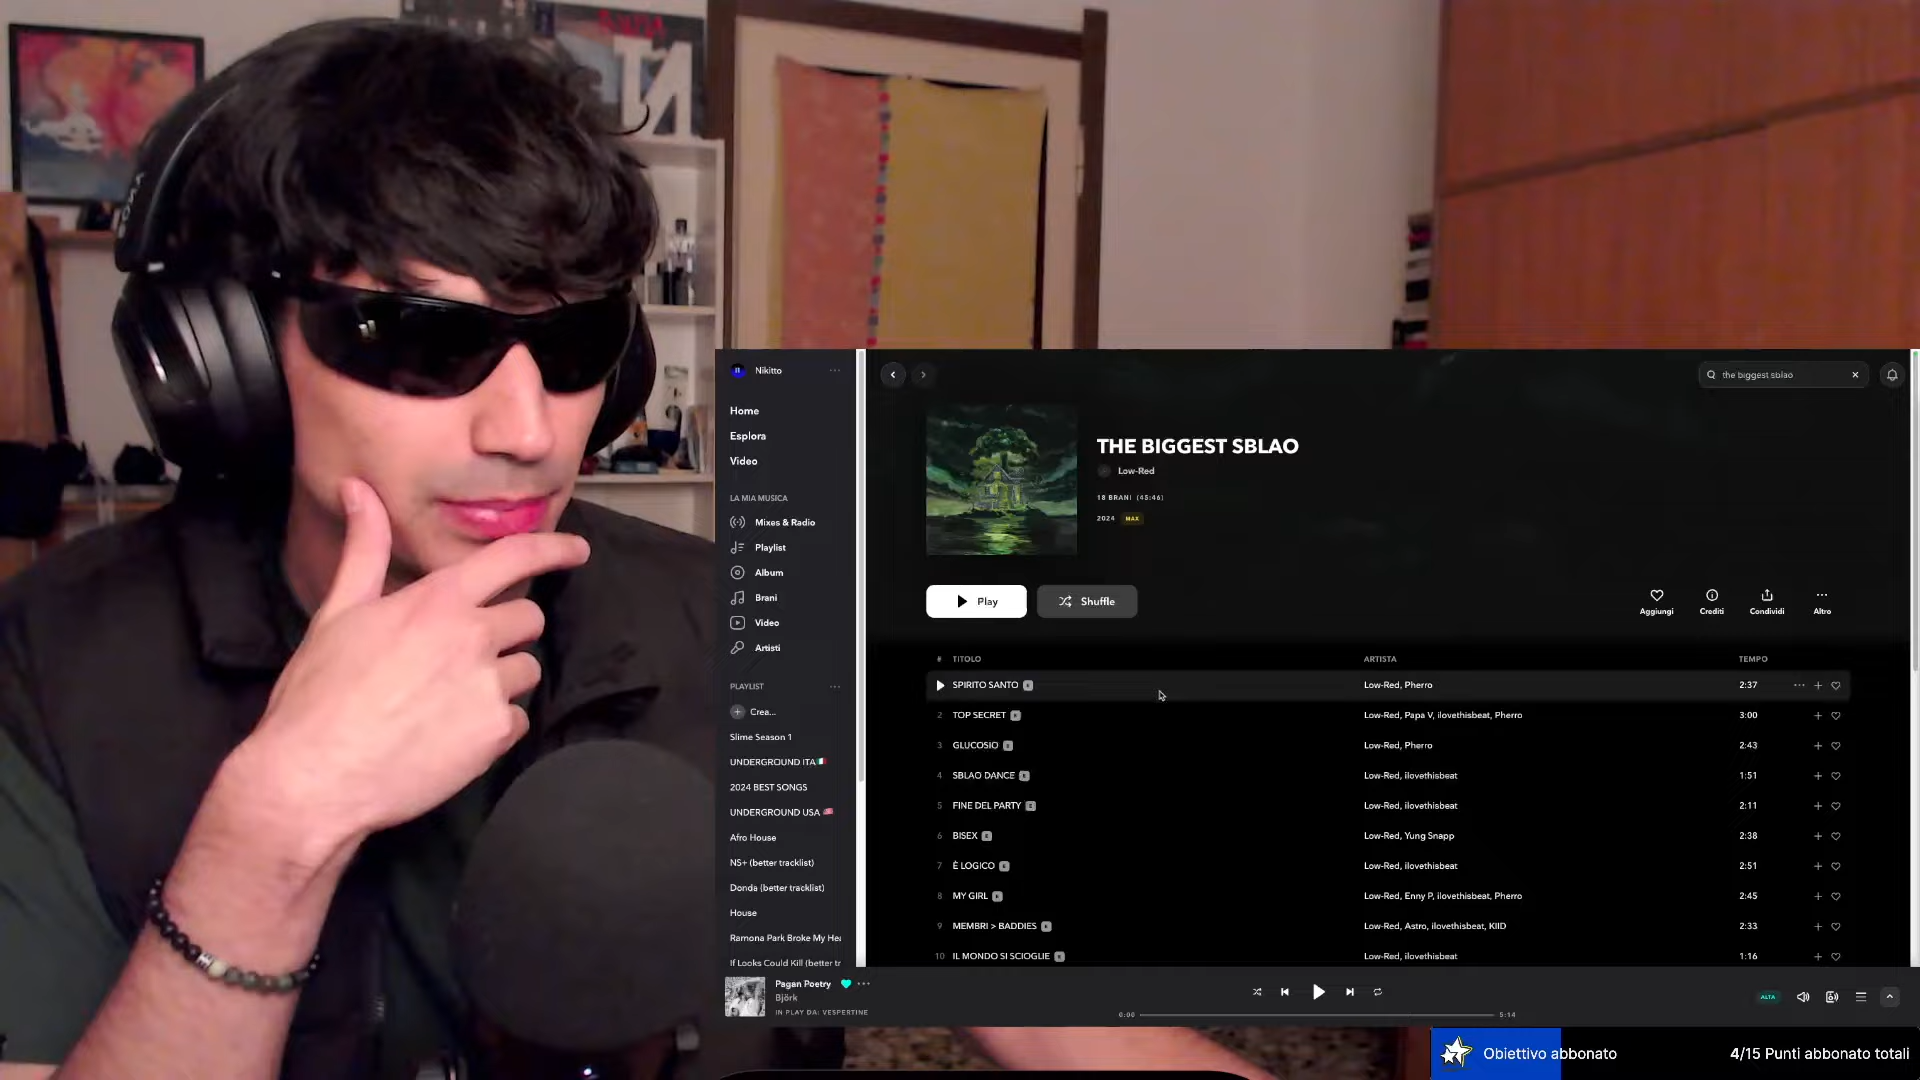 SONY
Nikitto
the biggest sblao
Home
Esplora
Video
LA MIA MUSICA
Mixes & Radio
Playlist
Album
Brani
Video
Artisti
PLAYLIST
Crea...
Slime Season 1
UNDERGROUND ITA
2024 BEST SONGS
UNDERGROUND USA
Afro House
NS+ (better tracklist)
Donda (better tracklist)
House
Ramona Park Broke My Hea
If Looks Could Kill (better tr
THE BIGGEST SBLAO
Low-Red
18 BRANI (45:46)
2024 MAX
Play
Shuffle
Aggiungi
Crediti
Condividi
Altro
# TITOLO ARTISTA TEMPO
SPIRITO SANTO E Low-Red, Pherro 2:37
2 TOP SECRET E Low-Red, Papa V, ilovethisbeat, Pherro 3:00
3 GLUCOSIO E Low-Red, Pherro 2:43
4 SBLAO DANCE E Low-Red, ilovethisbeat 1:51
5 FINE DEL PARTY E Low-Red, ilovethisbeat 2:11
6 BISEX E Low-Red, Yung Snapp 2:38
7 È LOGICO E Low-Red, ilovethisbeat 2:51
8 MY GIRL E Low-Red, Enny P, ilovethisbeat, Pherro 2:45
9 MEMBRI > BADDIES E Low-Red, Astro, ilovethisbeat, KIID 2:33
10 IL MONDO SI SCIOGLIE E Low-Red, ilovethisbeat 1:16
Pagan Poetry
Björk
IN PLAY DA: VESPERTINE
0:00
5:14
ALTA
Obiettivo abbonato
4/15 Punti abbonato totali